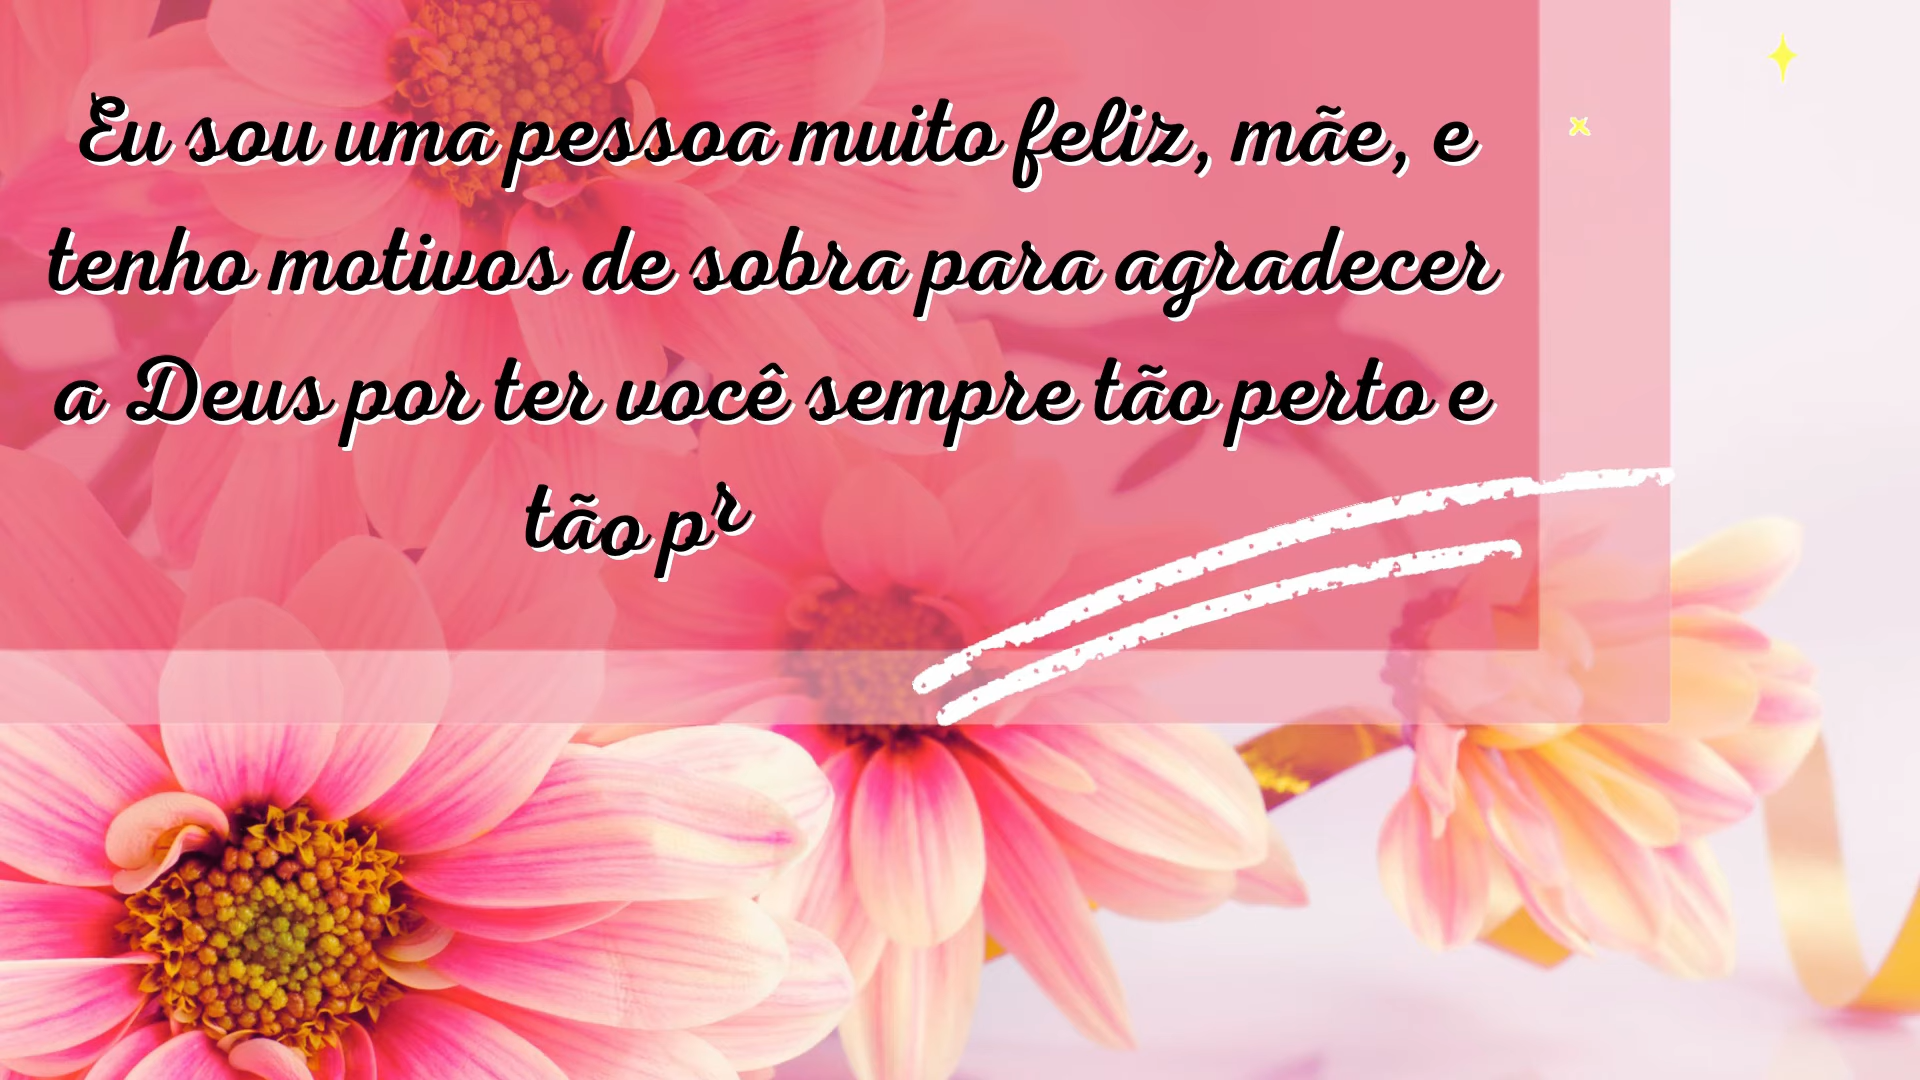 Eu sou uma pessoa muito feliz, mãe, e
tenho motivos de sobra para agradecer
a Deus por ter você sempre tão perto e
tão pr